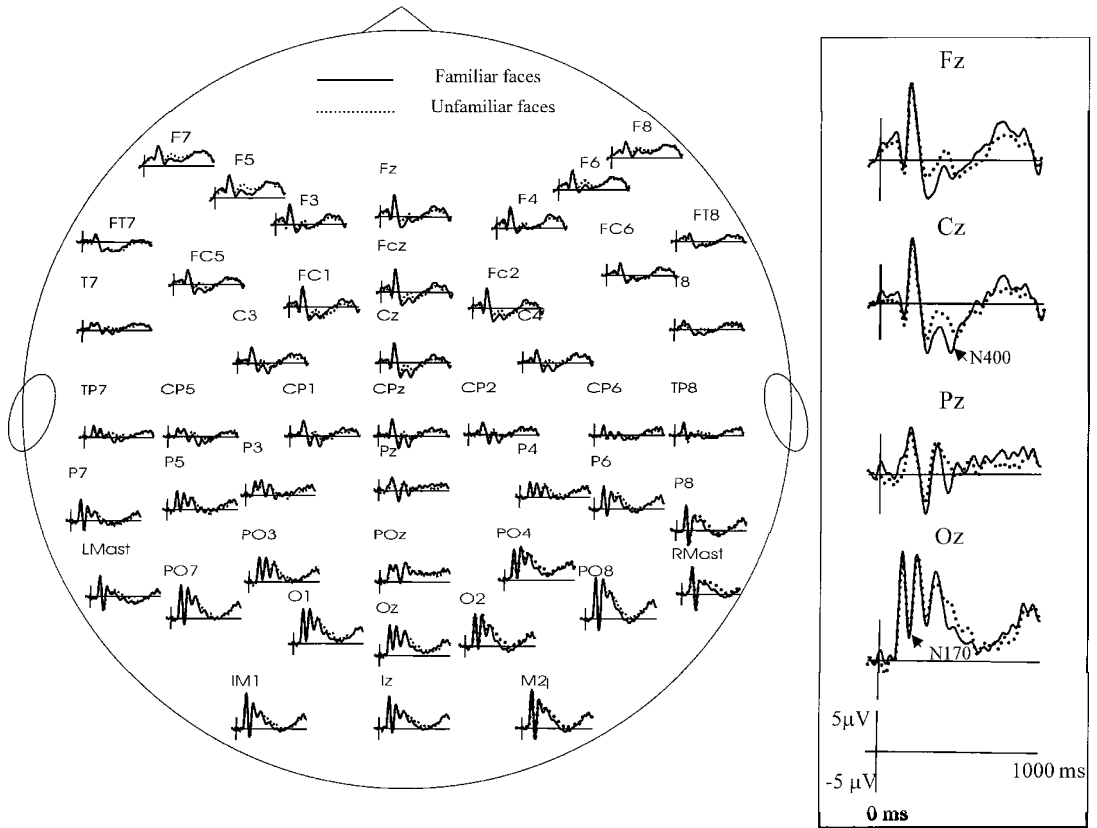 Familiar faces
Unfamiliar faces
F7
F8
F5
F6
Fz
F3
F4
FT7
FT8
FC6
Fcz
FC5
FC1
Fc2
T7
T8
C3
Cz
C4
TP7
CP5
CP1
CPz
CP2
CP6
TP8
P3
Pz
P4
P7
P5
P6
P8
LMast
PO3
POz
PO4
RMast
PO7
PO8
O1
Oz
O2
IM1
Iz
M2
Fz
Cz
N400
Pz
Oz
N170
5µV
-5 µV
1000 ms
0 ms